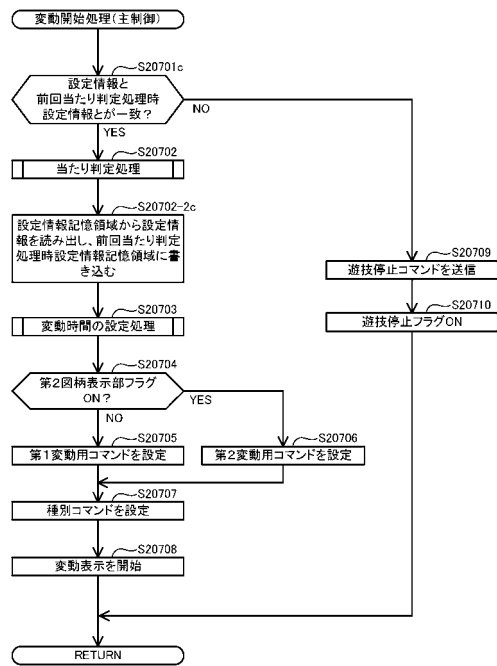 変動開始処理(主制御)
S20701c
設定情報と
前回当たり判定処理時
設定情報とが一致?
NO
YES
S20702
当たり判定処理
S20702-2c
設定情報記憶領域から設定情
報を読み出し、前回当たり判定
処理時設定情報記憶領域に書
き込む
S20709
遊技停止コマンドを送信
S20703
変動時間の設定処理
S20710
遊技停止フラグON
S20704
第2図柄表示部フラグ
ON?
YES
NO
S20705
第1変動用コマンドを設定
S20706
第2変動用コマンドを設定
S20707
種別コマンドを設定
S20708
変動表示を開始
RETURN